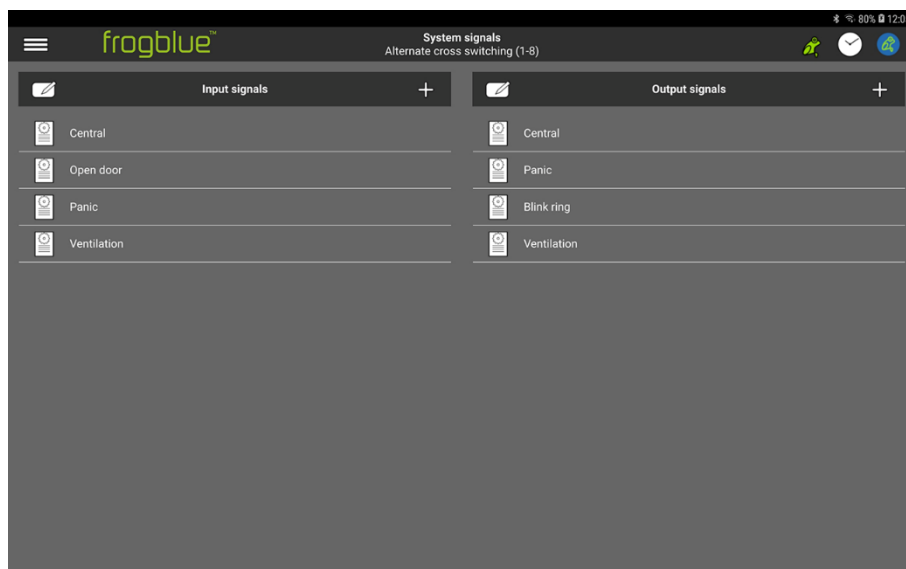 80% 12:0
frogblue™
System signals
Alternate cross switching (1-8)
Input signals
+
Output signals
+
Central
Open door
Panic
Ventilation
Central
Panic
Blink ring
Ventilation